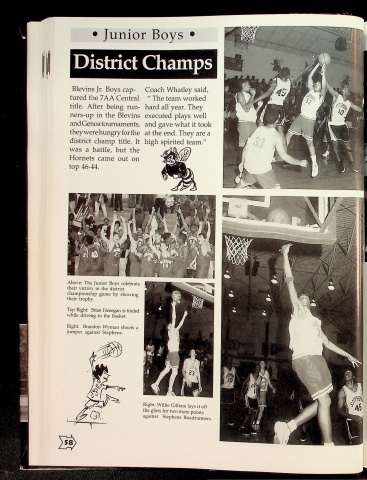 • Junior Boys •
District Champs
Blevins Jr. Boys cap-
tured the 7AA Central
title. After being run-
ners-up in the Blevins
and Genoa tournaments,
they were hungry for the
district champ title. It
was a battle, but the
Hornets came out on
top 46-44.
Coach Whatley said,
" The team worked
hard all year. They
executed plays well
and gave what it took
at the end. They are a
high spirited team."
Above: The Junior Boys celebrate
their victory in the district
championship game by showing
their trophy.
Top Right: Brian Flenegan is fouled
while driving to the basket.
Right: Brandon Wyman shoots a
jumper against Stephens.
Right: Willie Gilliam lays it off
the glass for two more points
against Stephens Roadrunners.
58